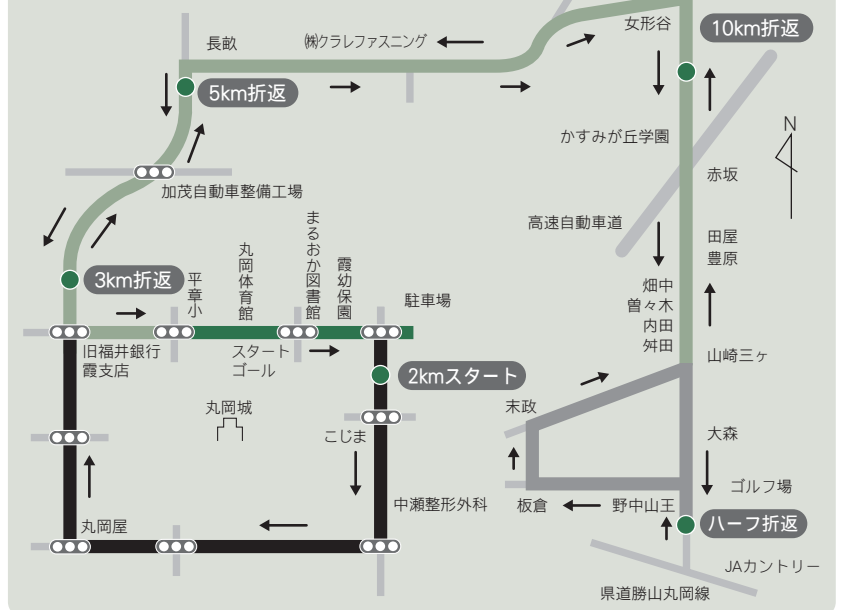 女形谷
10km折返
長畝
㈱クラレファスニング
5km折返
かすみが丘学園
N
赤坂
加茂自動車整備工場
高速自動車道
田屋
豊原
3km折返
平章小
丸岡体育館
まるおか図書館
霞幼保園
駐車場
畑中
曽々木
内田
舛田
旧福井銀行
霞支店
スタート
ゴール
山崎三ヶ
2kmスタート
丸岡城
こじま
末政
大森
中瀬整形外科
板倉
野中山王
ゴルフ場
丸岡屋
ハーフ折返
JAカントリー
県道勝山丸岡線